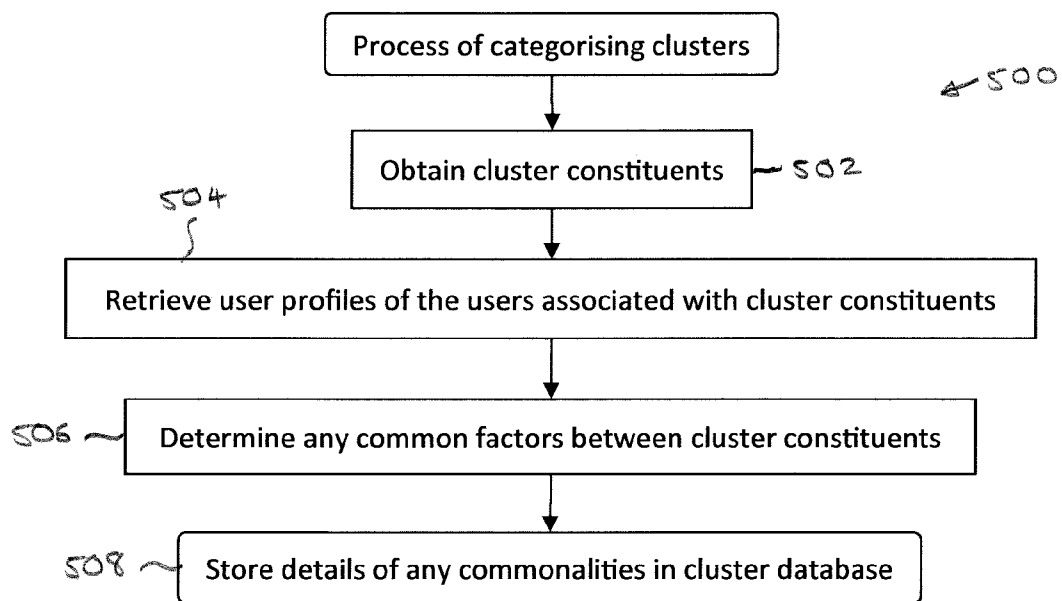 Process of categorising clusters
500
Obtain cluster constituents
502
504
Retrieve user profiles of the users associated with cluster constituents
506
Determine any common factors between cluster constituents
508
Store details of any commonalities in cluster database